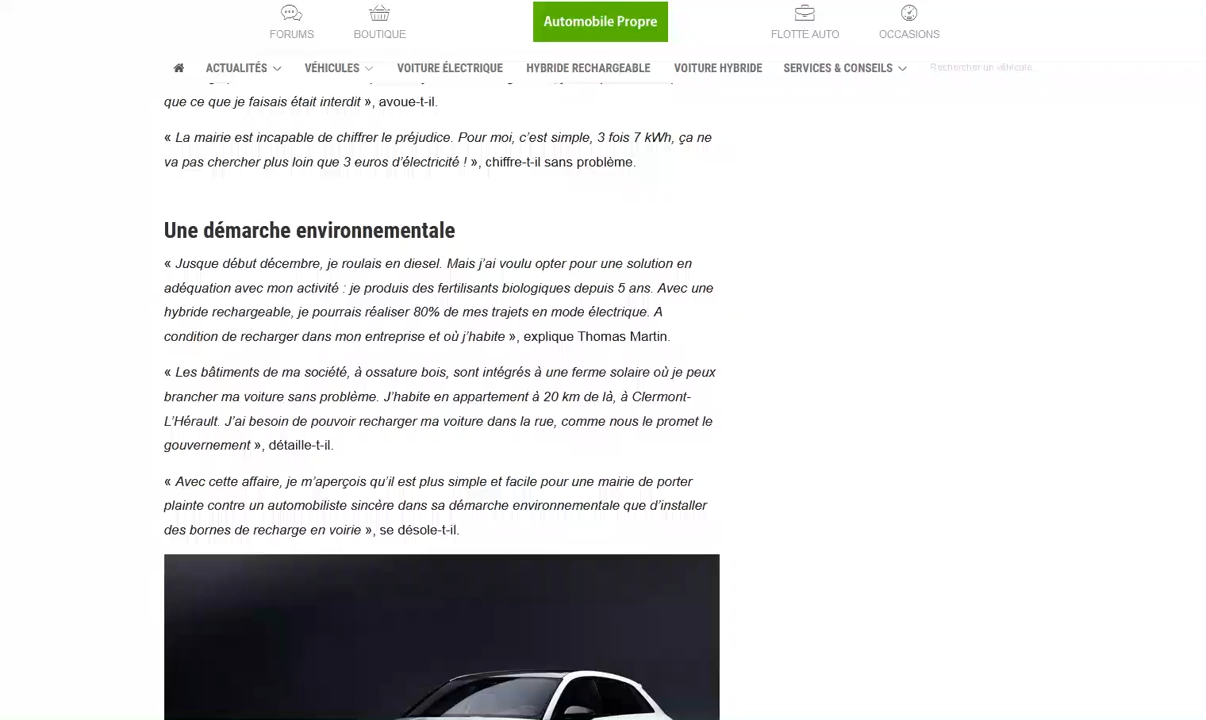 FORUMS
BOUTIQUE
Automobile Propre
FLOTTE AUTO
OCCASIONS
ACTUALITÉS
VÉHICULES
VOITURE ÉLECTRIQUE
HYBRIDE RECHARGEABLE
VOITURE HYBRIDE
SERVICES & CONSEILS
Rechercher un véhicule...
que ce que je faisais était interdit », avoue-t-il.
« La mairie est incapable de chiffrer le préjudice. Pour moi, c’est simple, 3 fois 7 kWh, ça ne
va pas chercher plus loin que 3 euros d’électricité ! », chiffre-t-il sans problème.
Une démarche environnementale
« Jusque début décembre, je roulais en diesel. Mais j’ai voulu opter pour une solution en
adéquation avec mon activité : je produis des fertilisants biologiques depuis 5 ans. Avec une
hybride rechargeable, je pourrais réaliser 80% de mes trajets en mode électrique. A
condition de recharger dans mon entreprise et où j’habite », explique Thomas Martin.
« Les bâtiments de ma société, à ossature bois, sont intégrés à une ferme solaire où je peux
brancher ma voiture sans problème. J’habite en appartement à 20 km de là, à Clermont-
L’Hérault. J’ai besoin de pouvoir recharger ma voiture dans la rue, comme nous le promet le
gouvernement », détaille-t-il.
« Avec cette affaire, je m’aperçois qu’il est plus simple et facile pour une mairie de porter
plainte contre un automobiliste sincère dans sa démarche environnementale que d’installer
des bornes de recharge en voirie », se désole-t-il.